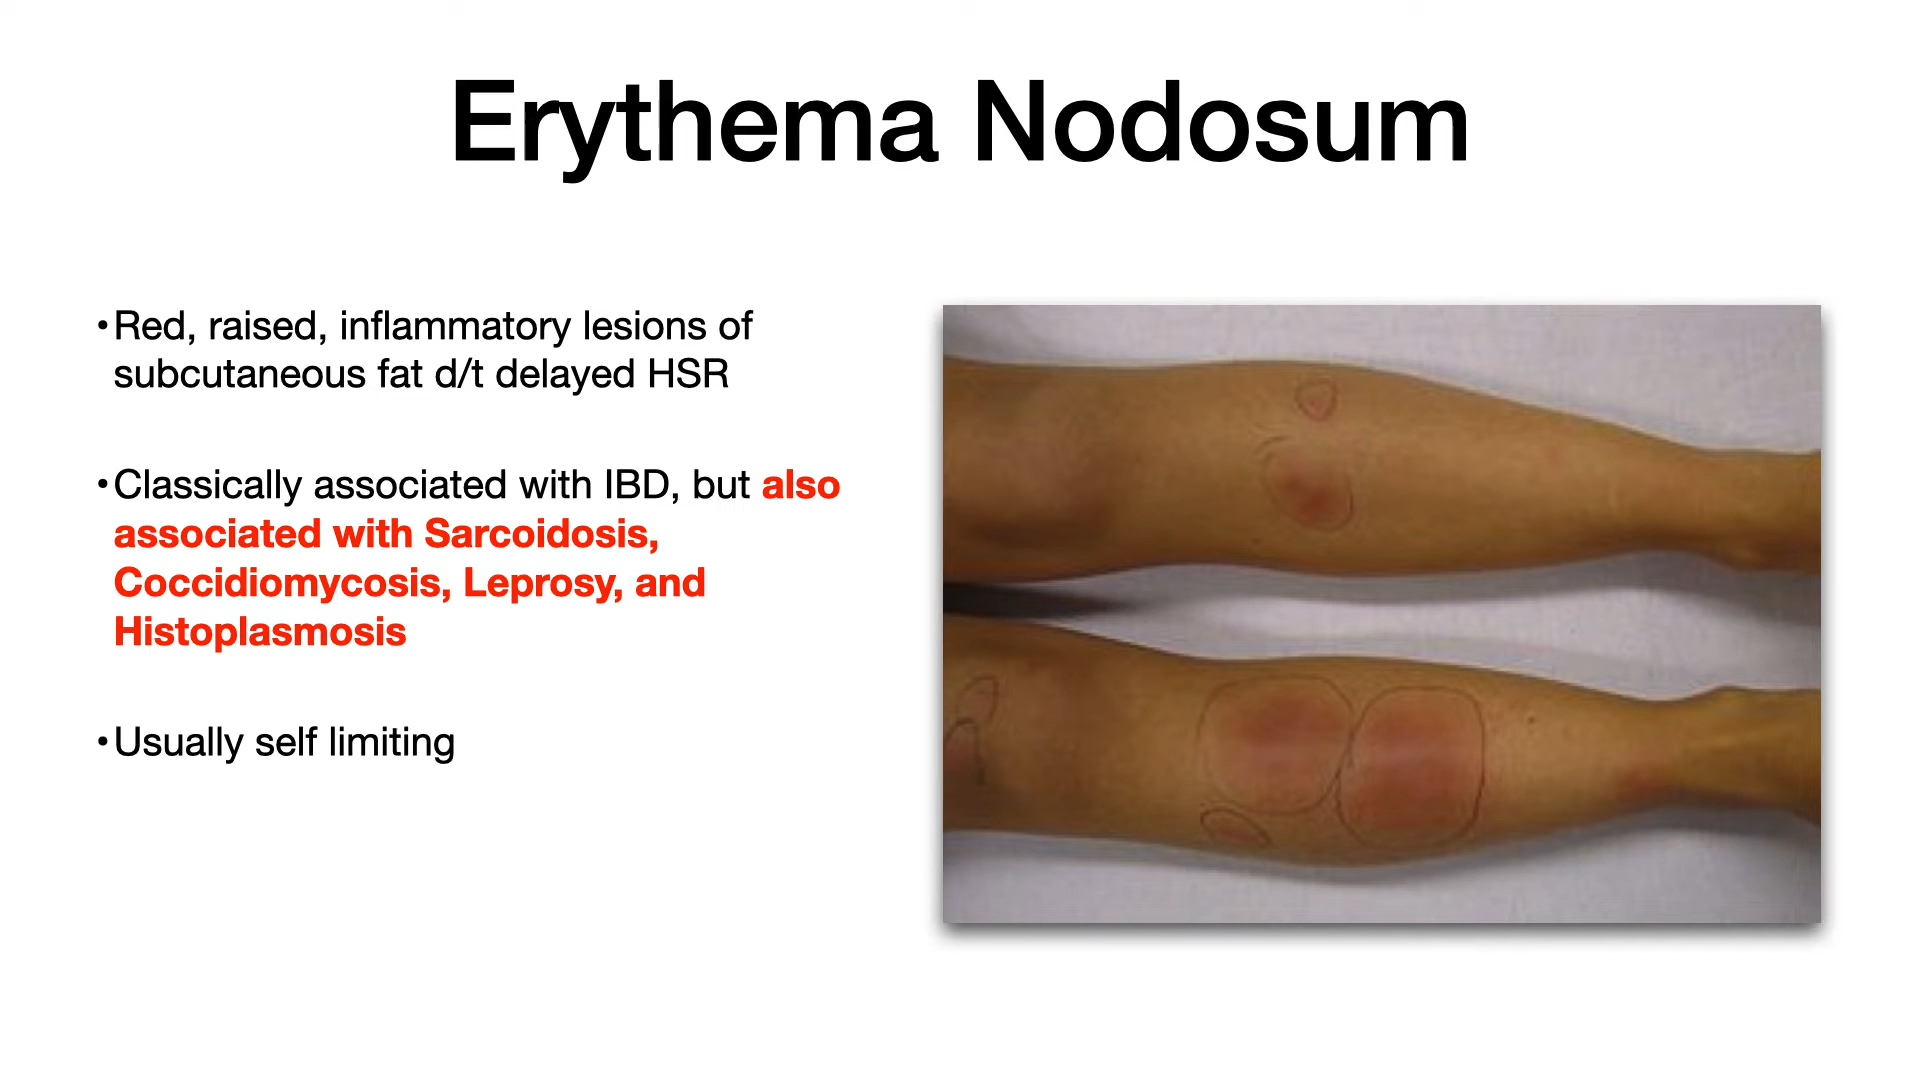 Erythema Nodosum
•Red, raised, inflammatory lesions of
subcutaneous fat d/t delayed HSR
•Classically associated with IBD, but also
associated with Sarcoidosis,
Coccidiomycosis, Leprosy, and
Histoplasmosis
•Usually self limiting